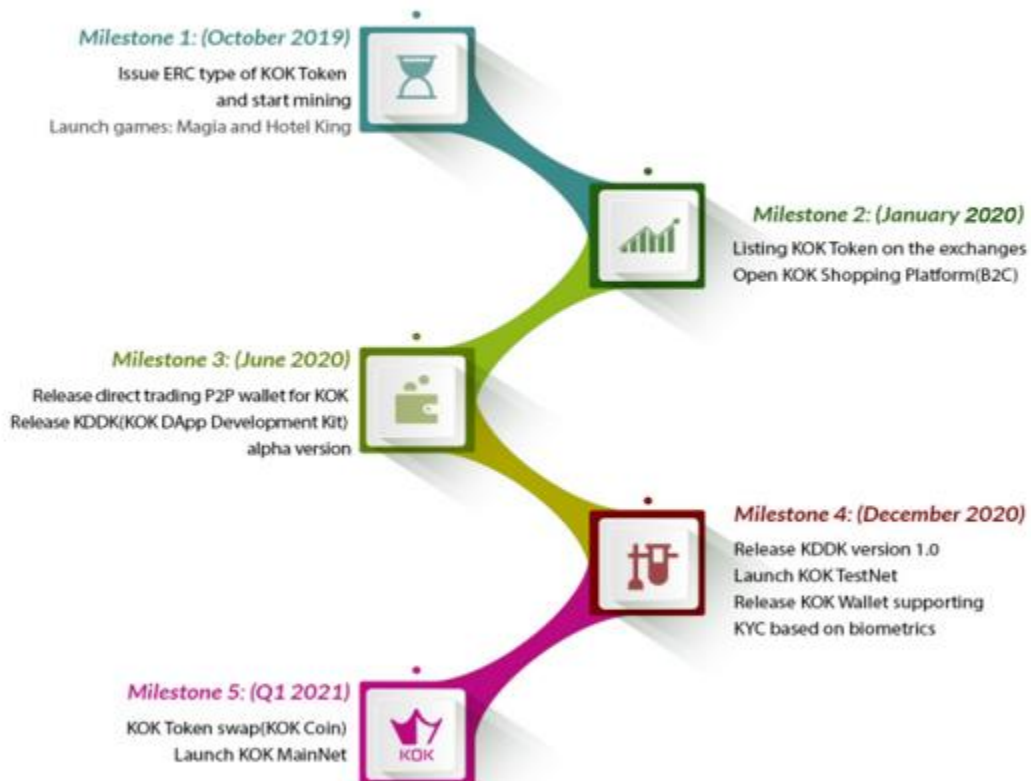 Milestone 1: (October 2019)
Issue ERC type of KOK Token
and start mining
Launch games: Magia and Hotel King
Milestone 2: (January 2020)
Listing KOK Token on the exchanges
Open KOK Shopping Platform(B2C)
Milestone 3: (June 2020)
Release direct trading P2P wallet for KOK
Release KDDK(KOK DApp Development Kit)
alpha version
Milestone 4: (December 2020)
Release KDDK version 1.0
Launch KOK TestNet
Release KOK Wallet supporting
KYC based on biometrics
Milestone 5: (Q1 2021)
KOK Token swap(KOK Coin)
Launch KOK MainNet
KOK